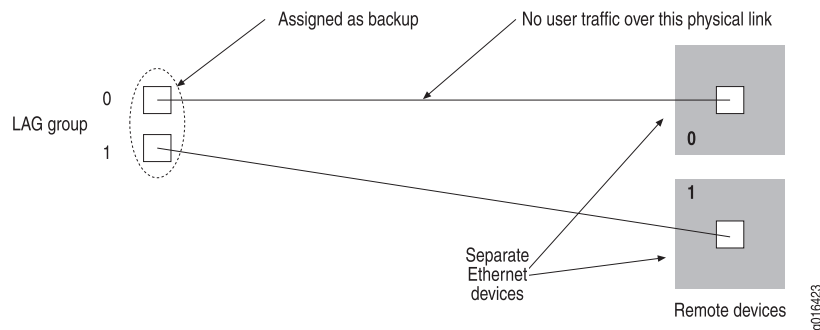 Assigned as backup
No user traffic over this physical link
0
LAG group
1
0
1
Separate
Ethernet
devices
Remote devices
g016423